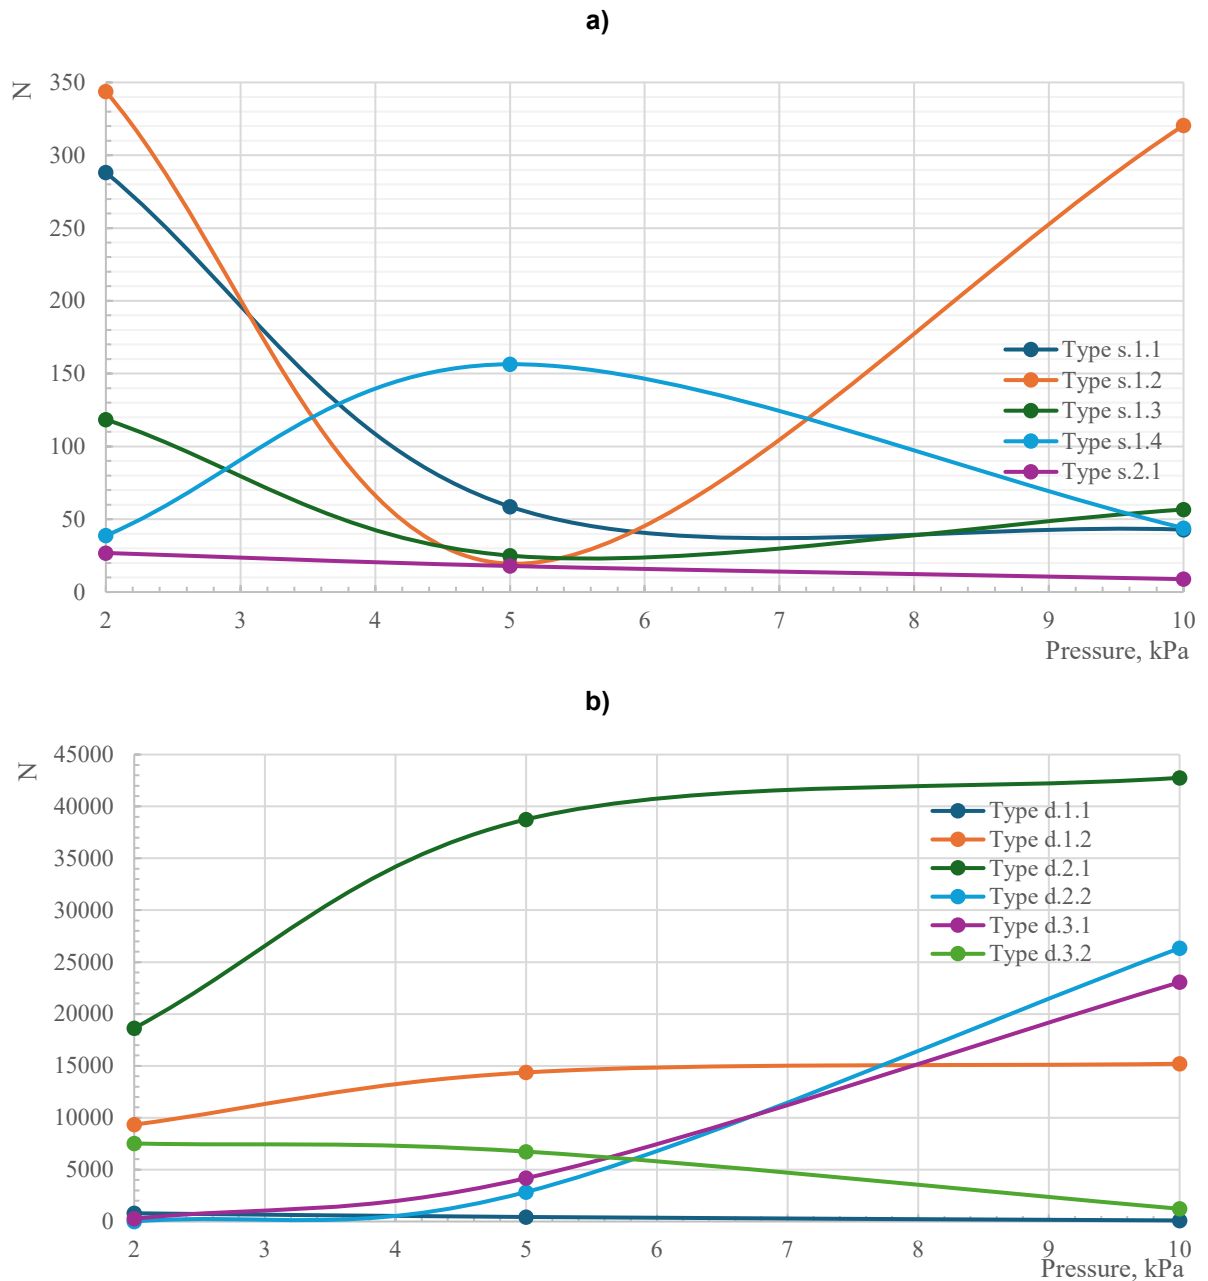 a)
N
350
300
250
200
150
100
50
0
Type s.1.1
Type s.1.2
Type s.1.3
Type s.1.4
Type s.2.1
2 3 4 5 6 7 8 9 10
Pressure, kPa
b)
N
45000
40000
35000
30000
25000
20000
15000
10000
5000
0
Type d.1.1
Type d.1.2
Type d.2.1
Type d.2.2
Type d.3.1
Type d.3.2
2 3 4 5 6 7 8 9 10
Pressure, kPa